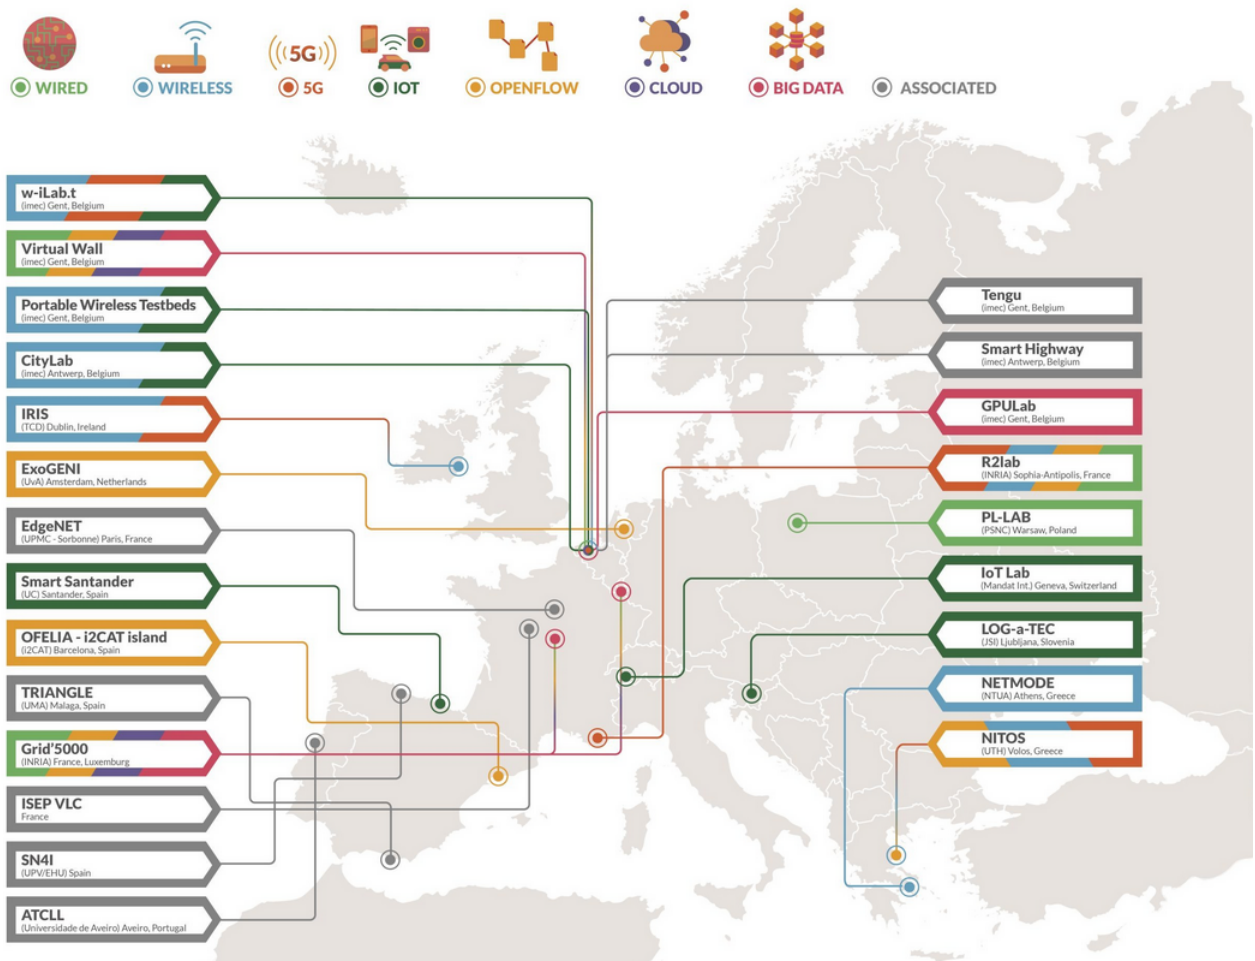 5G
WIRED
WIRELESS
5G
IOT
OPENFLOW
CLOUD
BIG DATA
ASSOCIATED
w-iLab.t
(imec) Gent, Belgium
Virtual Wall
(imec) Gent, Belgium
Portable Wireless Testbeds
(imec) Gent, Belgium
CityLab
(imec) Antwerp, Belgium
IRIS
(TCD) Dublin, Ireland
ExoGENI
(UvA) Amsterdam, Netherlands
EdgeNET
(UPMC - Sorbonne) Paris, France
Smart Santander
(UC) Santander, Spain
OFELIA - i2CAT island
(i2CAT) Barcelona, Spain
TRIANGLE
(UMA) Malaga, Spain
Grid'5000
(INRIA) France, Luxemburg
ISEP VLC
France
SN4I
(UPV/EHU) Spain
ATCLL
(Universidade de Aveiro) Aveiro, Portugal
Tengu
(imec) Gent, Belgium
Smart Highway
(imec) Antwerp, Belgium
GPULab
(imec) Gent, Belgium
R2lab
(INRIA) Sophia-Antipolis, France
PL-LAB
(PSNC) Warsaw, Poland
IoT Lab
(Mandat Int.) Geneva, Switzerland
LOG-a-TEC
(JSI) Ljubljana, Slovenia
NETMODE
(NTUA) Athens, Greece
NITOS
(UTH) Volos, Greece